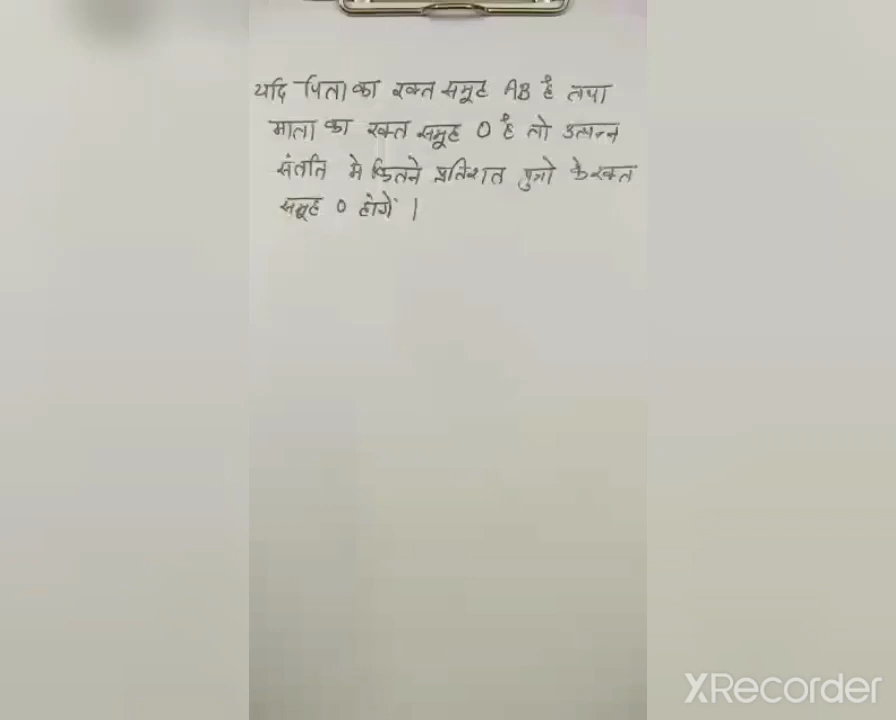 यदि पिता का रक्त समूह AB है तथा
माता का रक्त समूह O है तो उत्पन्न
संतति मे कितने प्रतिशत पुत्रो के रक्त
समूह O होगें |
XRecorder